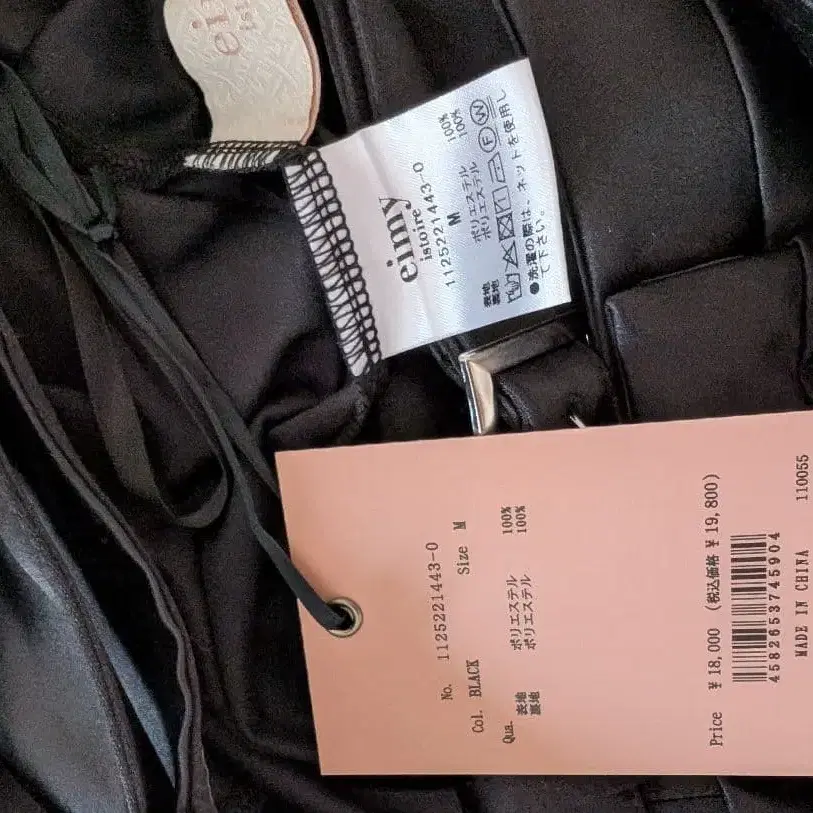 ei
ist
eimy
istoire
1125221443-0
M
表地 ポリエステル 100%
裏地 ポリエステル 100%
F W
●洗濯の際は、ネットを使用し
て下さい。
No. 1125221443-0
Col. BLACK Size M
Qua. 表地 ポリエステル 100%
裏地 ポリエステル 100%
Price ¥18,000 (税込価格 ¥19,800)
4582653745904
MADE IN CHINA 110055